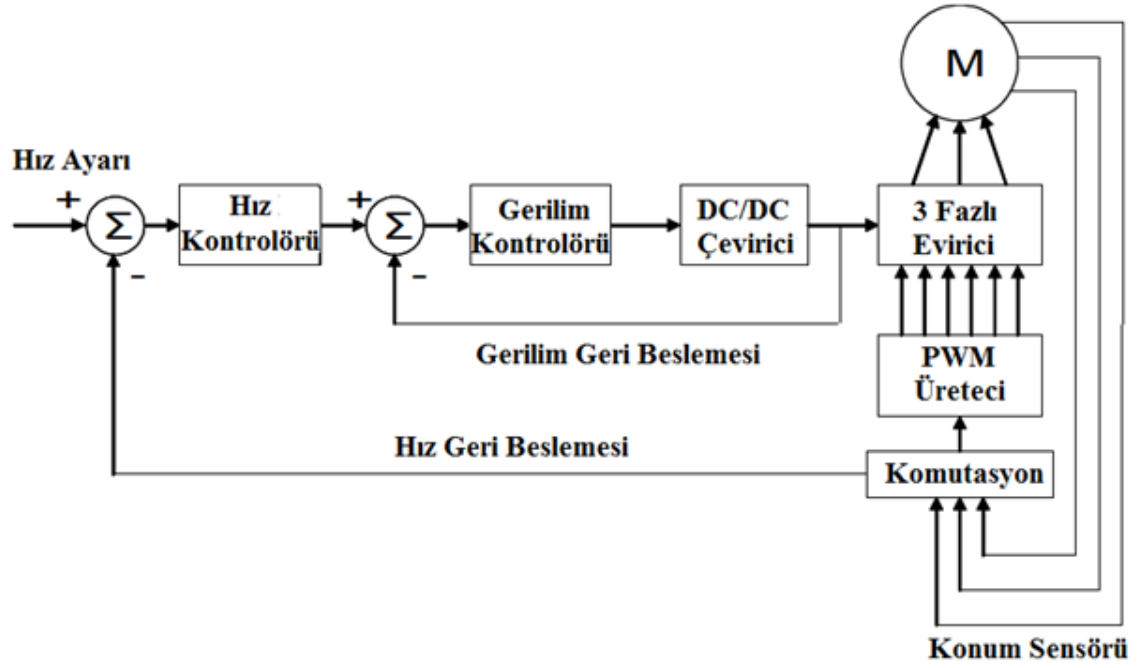 M
Hız Ayarı
+
Σ
-
Hız
Kontrolörü
+
Σ
-
Gerilim
Kontrolörü
DC/DC
Çevirici
3 Fazlı
Evirici
Gerilim Geri Beslemesi
PWM
Üreteci
Hız Geri Beslemesi
Komutasyon
Konum Sensörü